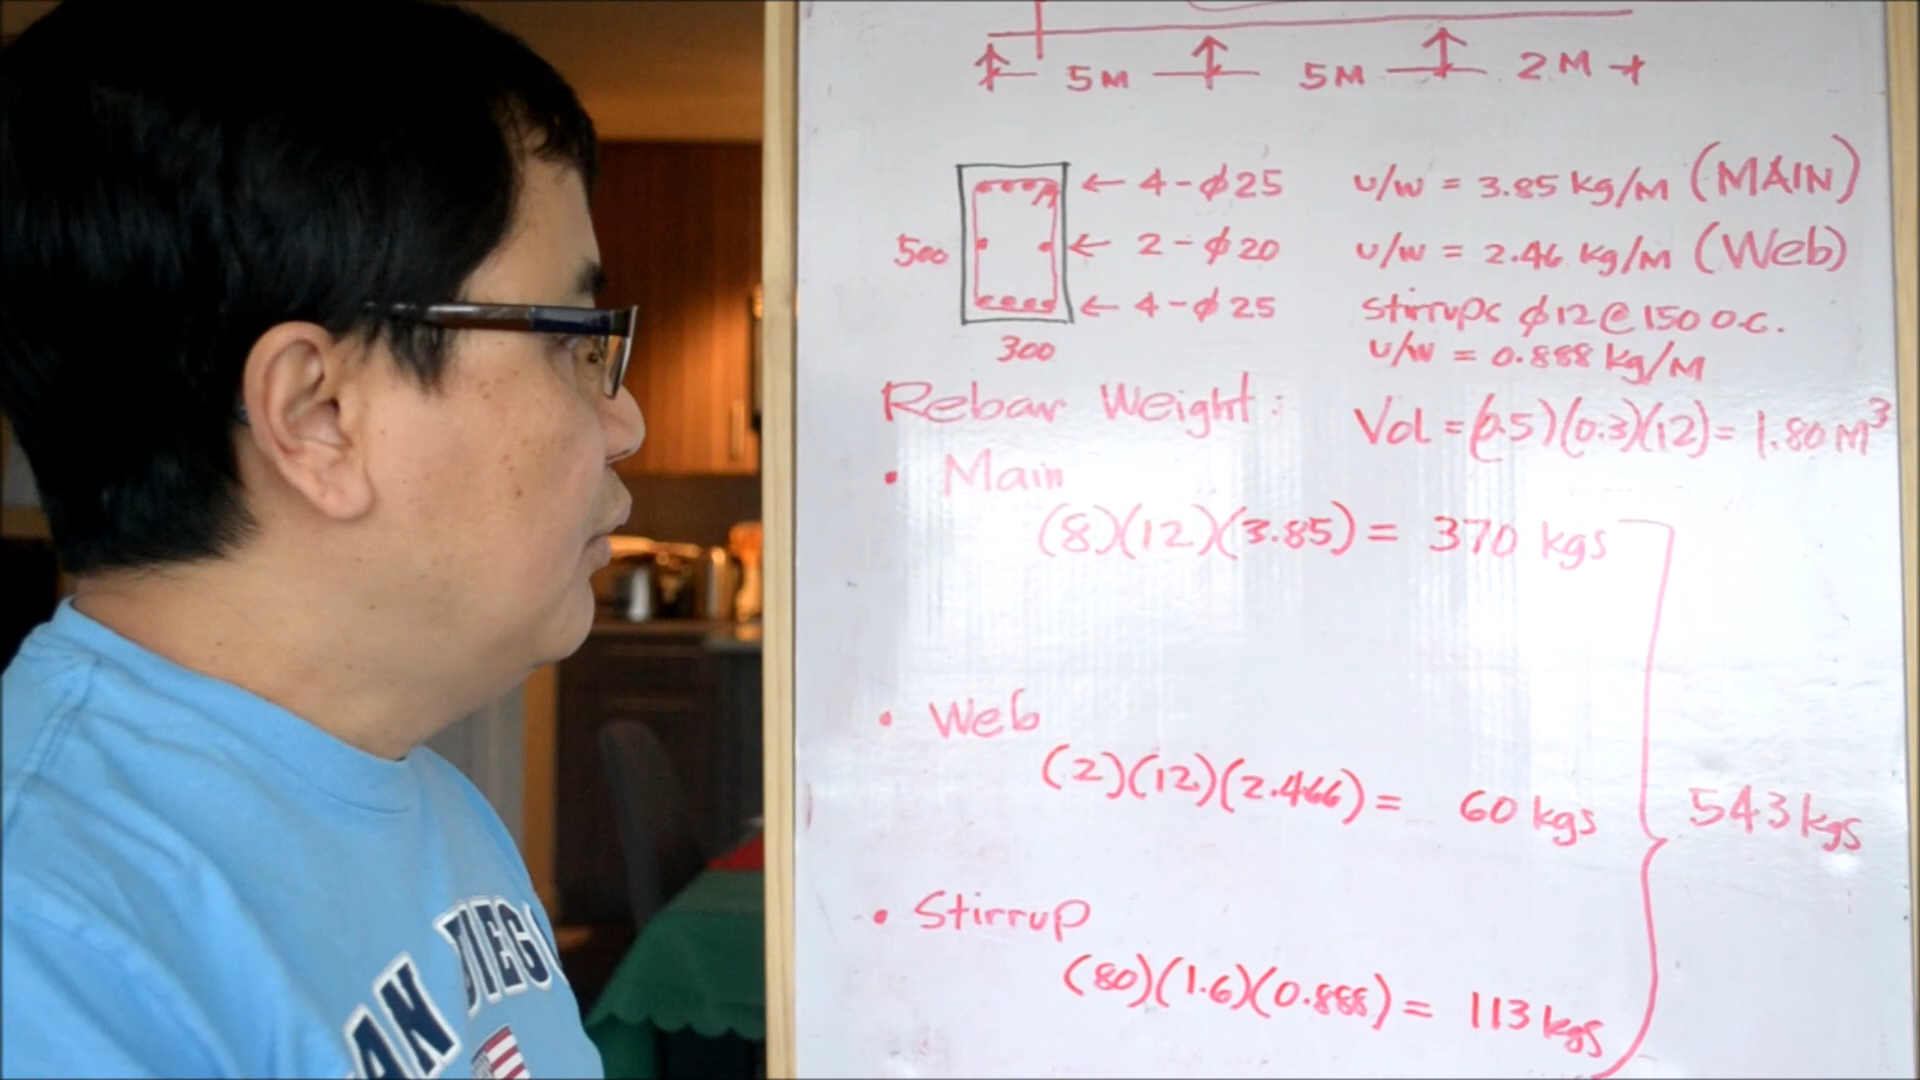 5M 5M 2M
4-ϕ25 u/w = 3.85 kg/M (MAIN)
500 2-ϕ20 u/w = 2.46 kg/M (Web)
4-ϕ25 Stirrups ϕ12@150 O.C.
300 u/w = 0.888 kg/M
Rebar Weight: Vol = (0.5)(0.3)(12) = 1.80 M³
• Main
(8)(12)(3.85) = 370 kgs
• Web
(2)(12)(2.466) = 60 kgs
543 kgs
• Stirrup
(80)(1.6)(0.888) = 113 kgs
AN DIEG